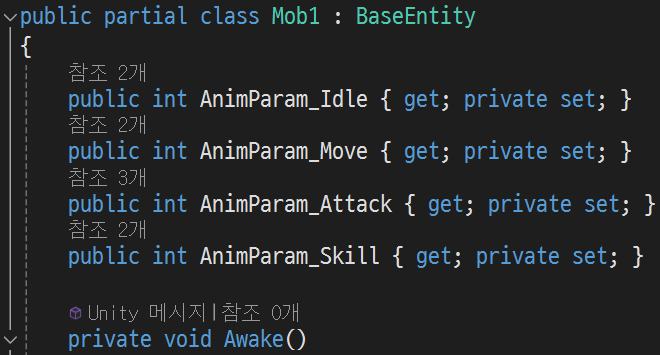 public partial class Mob1 : BaseEntity
{
참조 2개
public int AnimParam_Idle { get; private set; }
참조 2개
public int AnimParam_Move { get; private set; }
참조 3개
public int AnimParam_Attack { get; private set; }
참조 2개
public int AnimParam_Skill { get; private set; }
Unity 메시지|참조 0개
private void Awake()